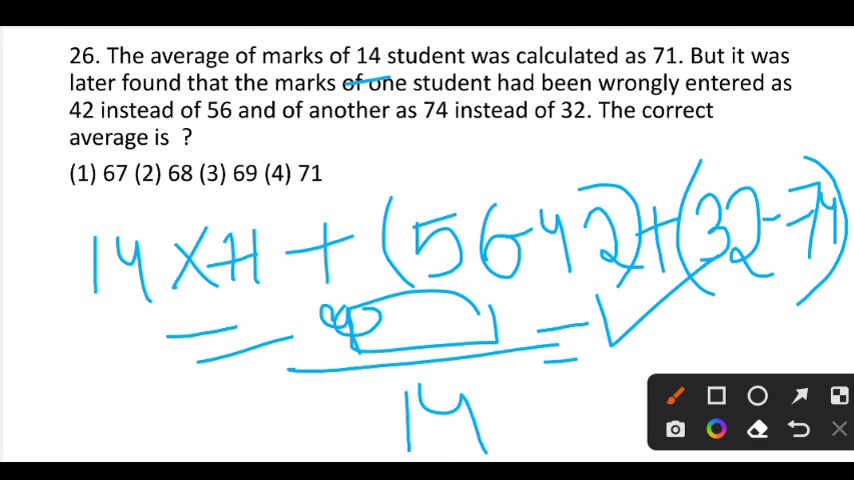 26. The average of marks of 14 student was calculated as 71. But it was
later found that the marks of one student had been wrongly entered as
42 instead of 56 and of another as 74 instead of 32. The correct
average is ?
(1) 67 (2) 68 (3) 69 (4) 71
14 x 71 + (56-42) + (32-74)
=
=
14